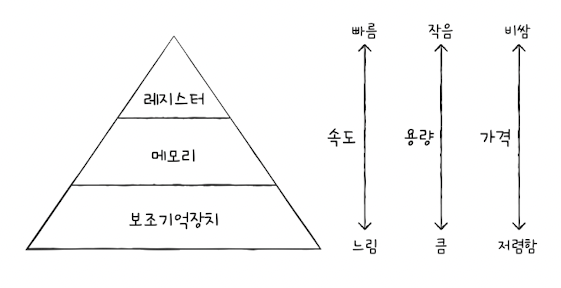 빠름 작음 비쌈
레지스터
속도 용량 가격
메모리
보조기억장치
느림 큼 저렴함